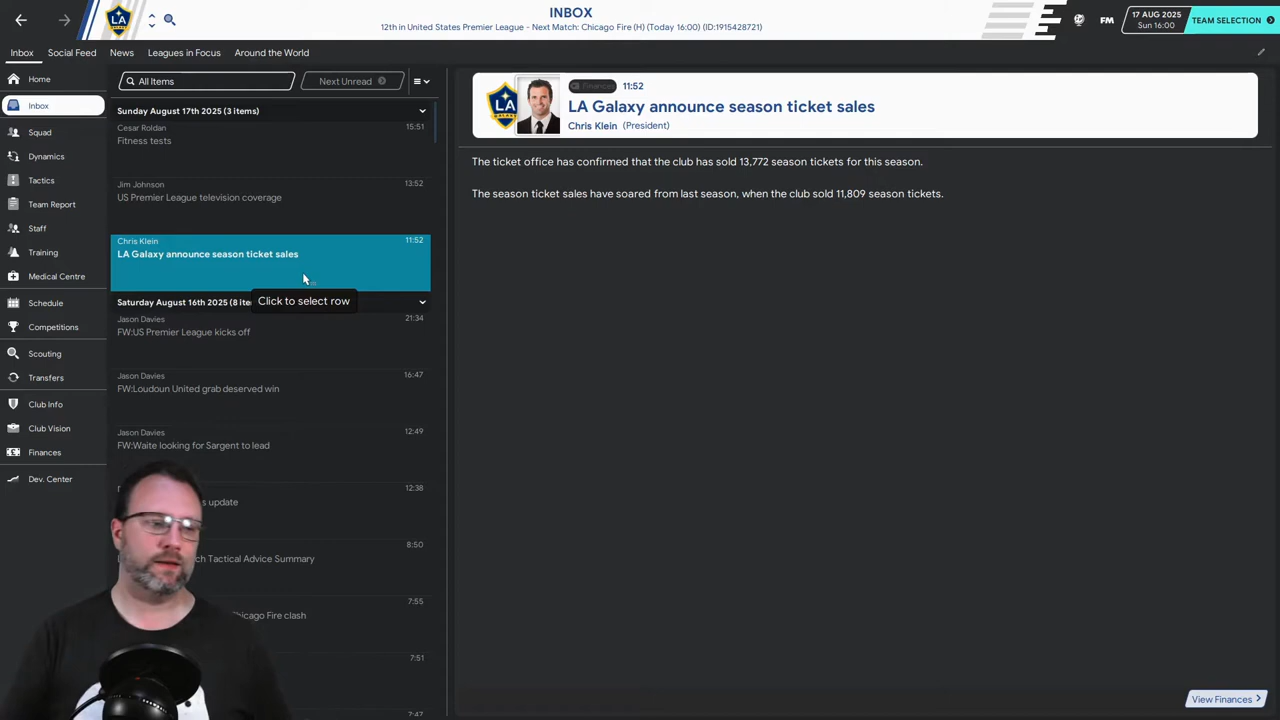 INBOX
12th in United States Premier League - Next Match: Chicago Fire (H) (Today 16:00) (ID:1915428721)
FM
17 AUG 2025
Sun 16:00
TEAM SELECTION
Inbox
Social Feed
News
Leagues in Focus
Around the World
Home
Inbox
Squad
Dynamics
Tactics
Team Report
Staff
Training
Medical Centre
Schedule
Competitions
Scouting
Transfers
Club Info
Club Vision
Finances
Dev. Center
All Items
Next Unread
Sunday August 17th 2025 (3 items)
Cesar Roldan
15:51
Fitness tests
Jim Johnson
13:52
US Premier League television coverage
Chris Klein
11:52
LA Galaxy announce season ticket sales
Click to select row
Saturday August 16th 2025 (8
Jason Davies
21:34
FW:US Premier League kicks off
Jason Davies
16:47
FW:Loudoun United grab deserved win
Jason Davies
12:49
FW:Waite looking for Sargent to lead
12:38
update
8:50
Tactical Advice Summary
7:55
Chicago Fire clash
7:51
7:47
LA
Finances
11:52
LA Galaxy announce season ticket sales
Chris Klein (President)
The ticket office has confirmed that the club has sold 13,772 season tickets for this season.
The season ticket sales have soared from last season, when the club sold 11,809 season tickets.
View Finances